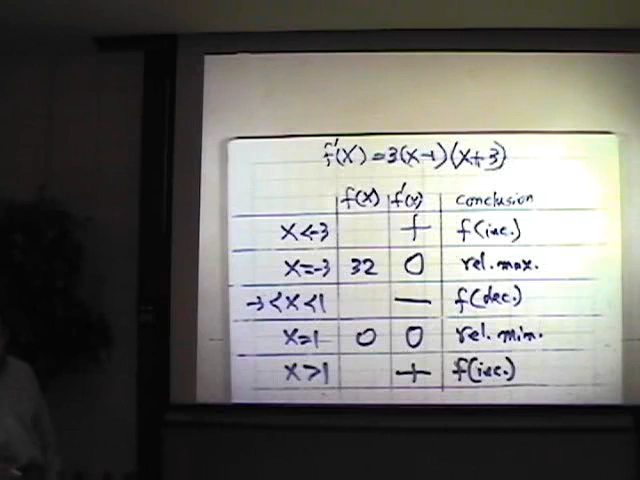 f'(x) = 3(x-1)(x+3)
f(x) f'(x) conclusion
x<-3 + f(inc.)
x=-3 32 0 rel. max.
-3<x<1 — f(dec.)
x=1 0 0 rel. min.
x>1 + f(inc.)